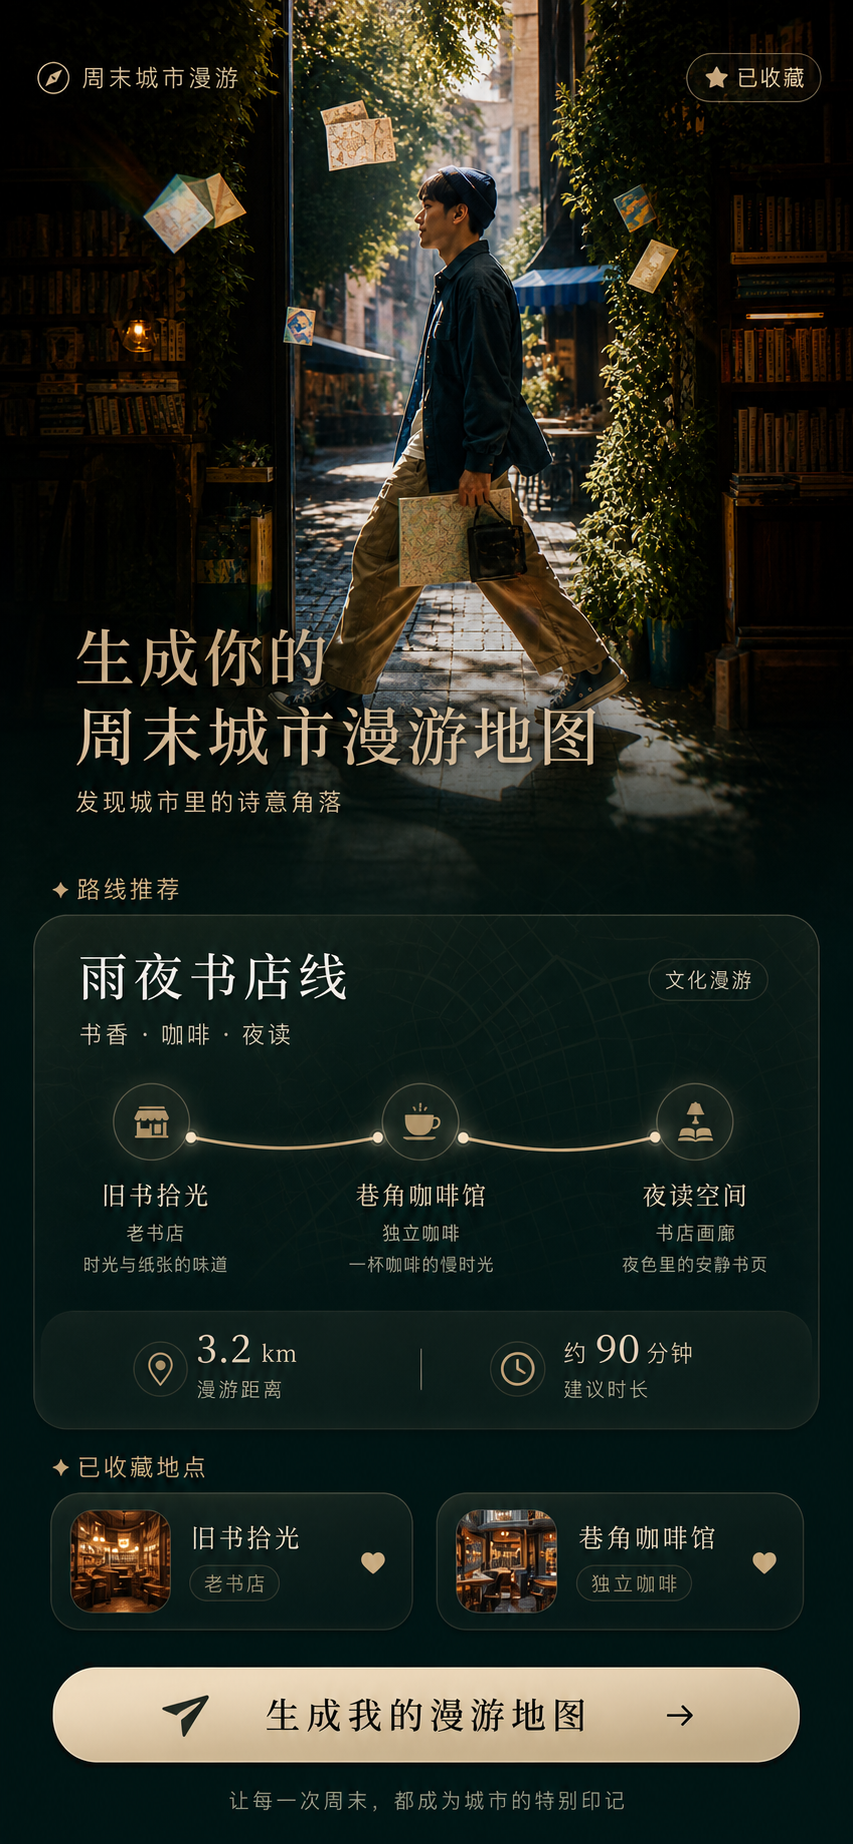 周末城市漫游
已收藏
生成你的
周末城市漫游地图
发现城市里的诗意角落
路线推荐
雨夜书店线
文化漫游
书香 · 咖啡 · 夜读
旧书拾光
老书店
时光与纸张的味道
巷角咖啡馆
独立咖啡
一杯咖啡的慢时光
夜读空间
书店画廊
夜色里的安静书页
3.2 km
漫游距离
约 90 分钟
建议时长
已收藏地点
旧书拾光
老书店
巷角咖啡馆
独立咖啡
生成我的漫游地图
让每一次周末，都成为城市的特别印记